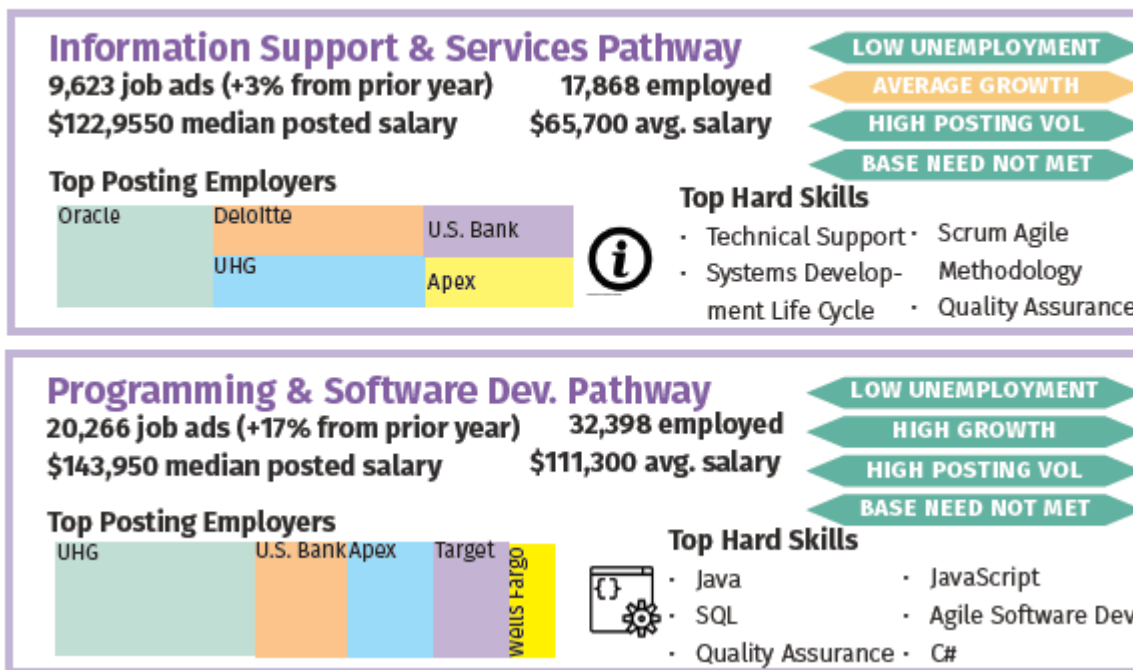 Information Support & Services Pathway
9,623 job ads (+3% from prior year)
17,868 employed
$122,9550 median posted salary
$65,700 avg. salary
LOW UNEMPLOYMENT
AVERAGE GROWTH
HIGH POSTING VOL
BASE NEED NOT MET
Top Posting Employers
Oracle
Deloitte
U.S. Bank
UHG
Apex
Top Hard Skills
· Technical Support
· Systems Develop-
ment Life Cycle
· Scrum Agile
Methodology
· Quality Assurance
Programming & Software Dev. Pathway
20,266 job ads (+17% from prior year)
32,398 employed
$143,950 median posted salary
$111,300 avg. salary
LOW UNEMPLOYMENT
HIGH GROWTH
HIGH POSTING VOL
BASE NEED NOT MET
Top Posting Employers
UHG
U.S. Bank
Apex
Target
Wells Fargo
Top Hard Skills
· Java
· SQL
· Quality Assurance
· JavaScript
· Agile Software Dev
· C#